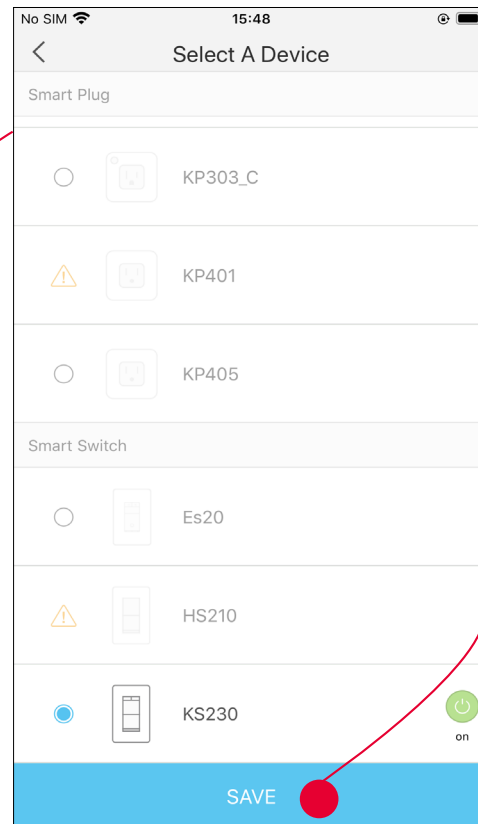 No SIM 15:48
Select A Device
Smart Plug
KP303_C
KP401
KP405
Smart Switch
Es20
HS210
KS230
on
SAVE